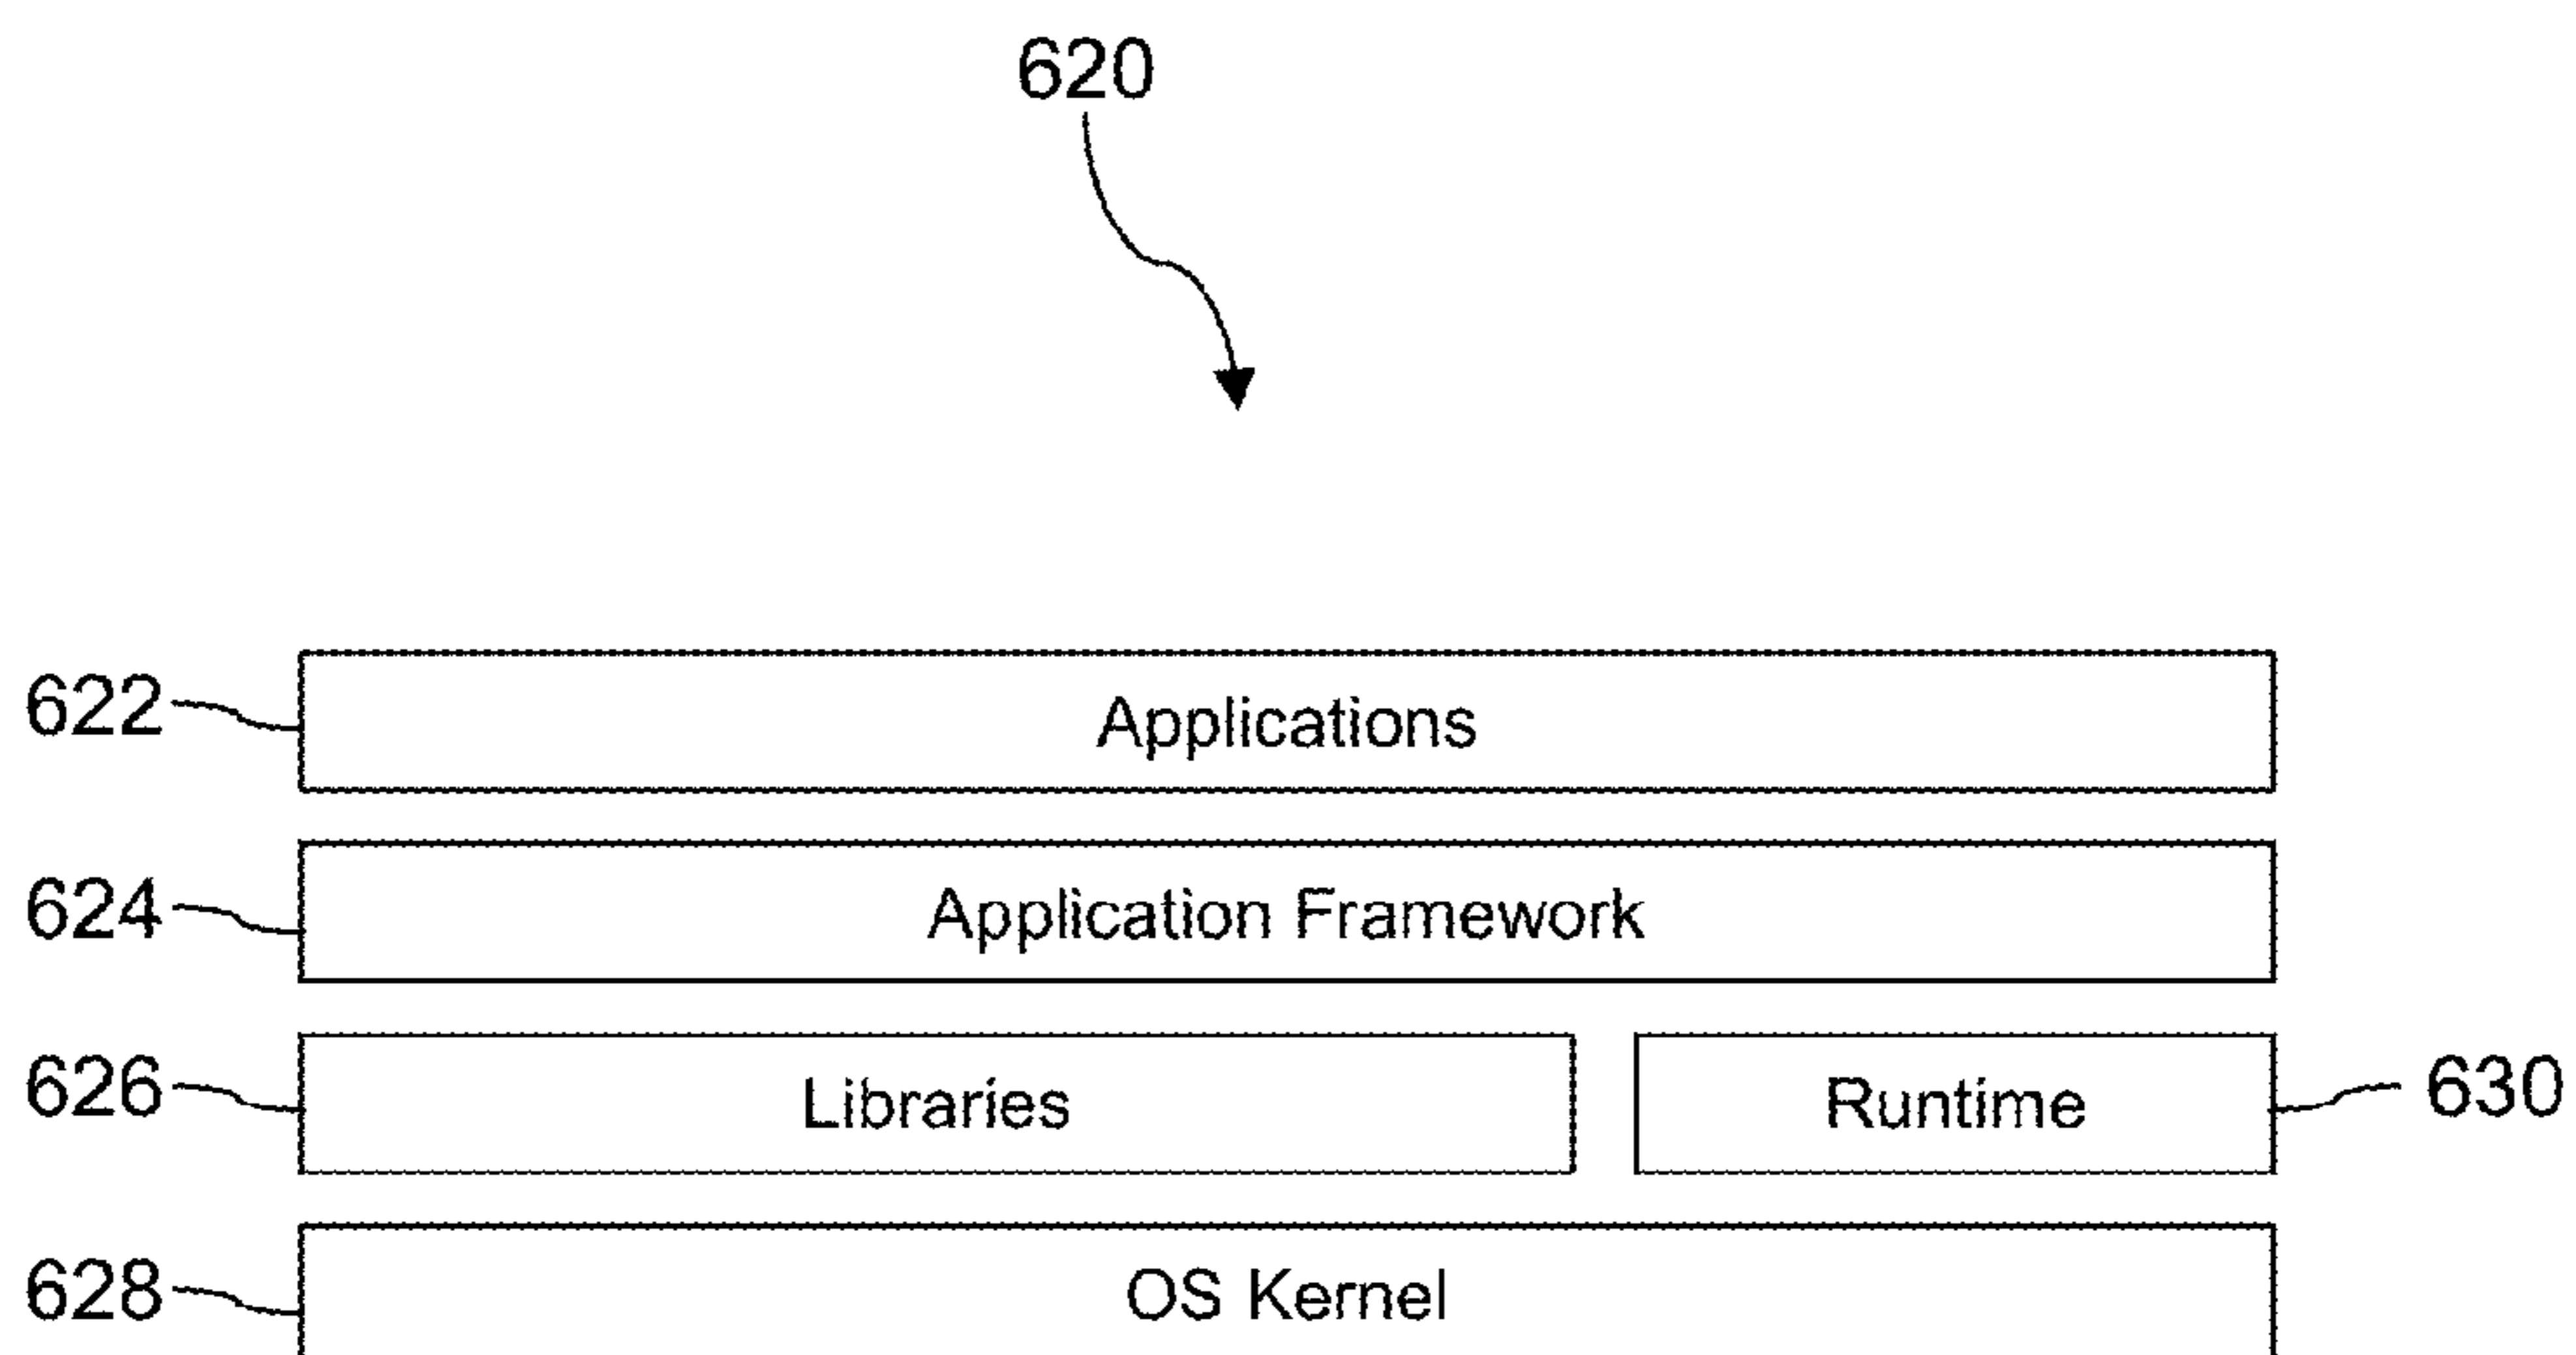 620
622 Applications
624 Application Framework
626 Libraries Runtime 630
628 OS Kernel